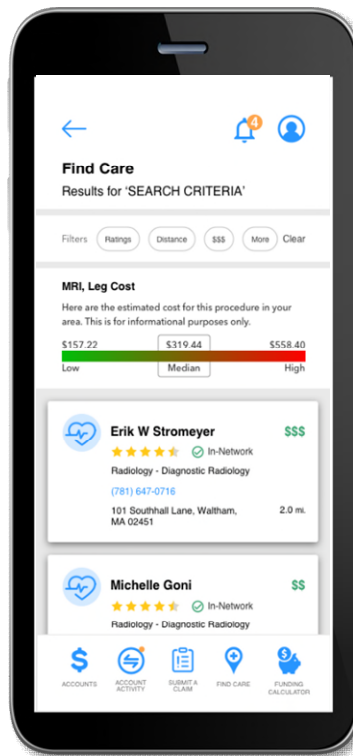 4
Find Care
Results for ‘SEARCH CRITERIA’
Filters Ratings Distance $$$ More Clear
MRI, Leg Cost
Here are the estimated cost for this procedure in your
area. This is for informational purposes only.
$157.22 $319.44 $558.40
Low Median High
Erik W Stromeyer $$$
In-Network
Radiology - Diagnostic Radiology
(781) 647-0716
101 Southhall Lane, Waltham, 2.0 mi.
MA 02451
Michelle Goni $$
In-Network
Radiology - Diagnostic Radiology
ACCOUNTS ACCOUNT SUBMIT A FIND CARE FUNDING
ACTIVITY CLAIM CALCULATOR